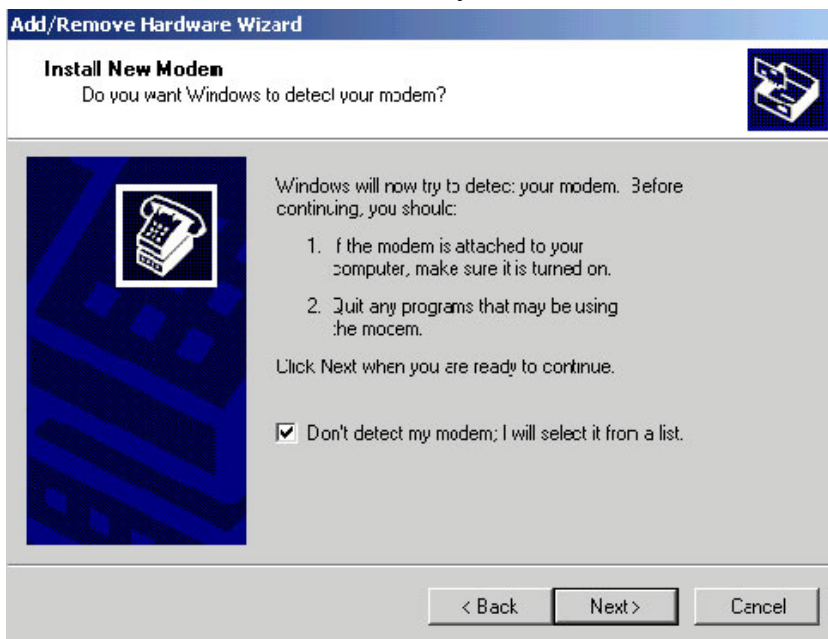 Add/Remove Hardware Wizard
Install New Modem
Do you want Windows to detect your modem?
Windows will now try to detect your modem. Before
continuing, you should:
1. If the modem is attached to your
computer, make sure it is turned on.
2. Quit any programs that may be using
the modem.
Click Next when you are ready to continue.
Don't detect my modem; I will select it from a list.
< Back
Next >
Cancel